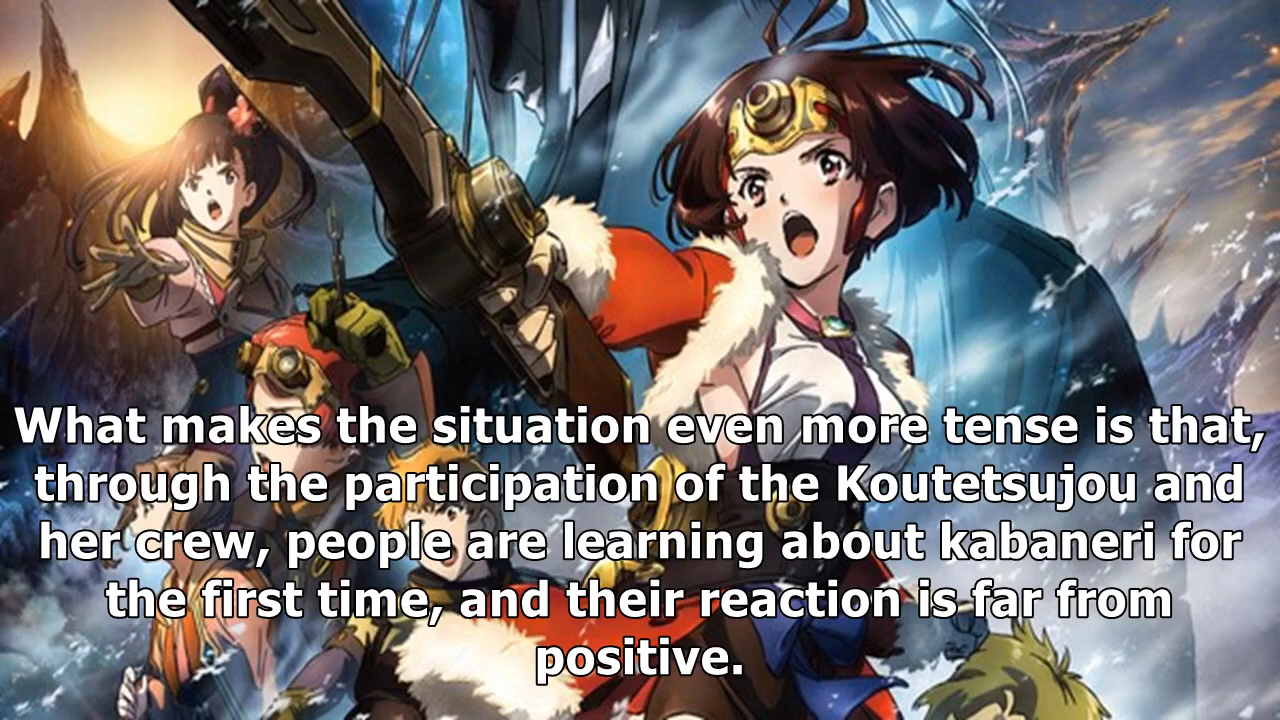 What makes the situation even more tense is that,
through the participation of the Koutetsujou and
her crew, people are learning about kabaneri for
the first time, and their reaction is far from
positive.